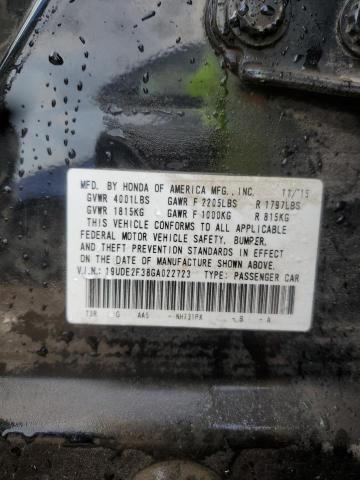 MFD. BY HONDA OF AMERICA MFG., INC. 11/15
GVWR 4001LBS GAWR F 2205LBS R 1797LBS
GVWR 1815KG GAWR F 1000KG R 815KG
THIS VEHICLE CONFORMS TO ALL APPLICABLE
FEDERAL MOTOR VEHICLE SAFETY, BUMPER,
AND THEFT PREVENTION STANDARDS IN EFFECT
ON THE DATE OF MANUFACTURE SHOWN ABOVE.
V.I.N.: 19UDE2F38GA022723 TYPE: PASSENGER CAR
T3R G AA5 - NH731PX - B - A